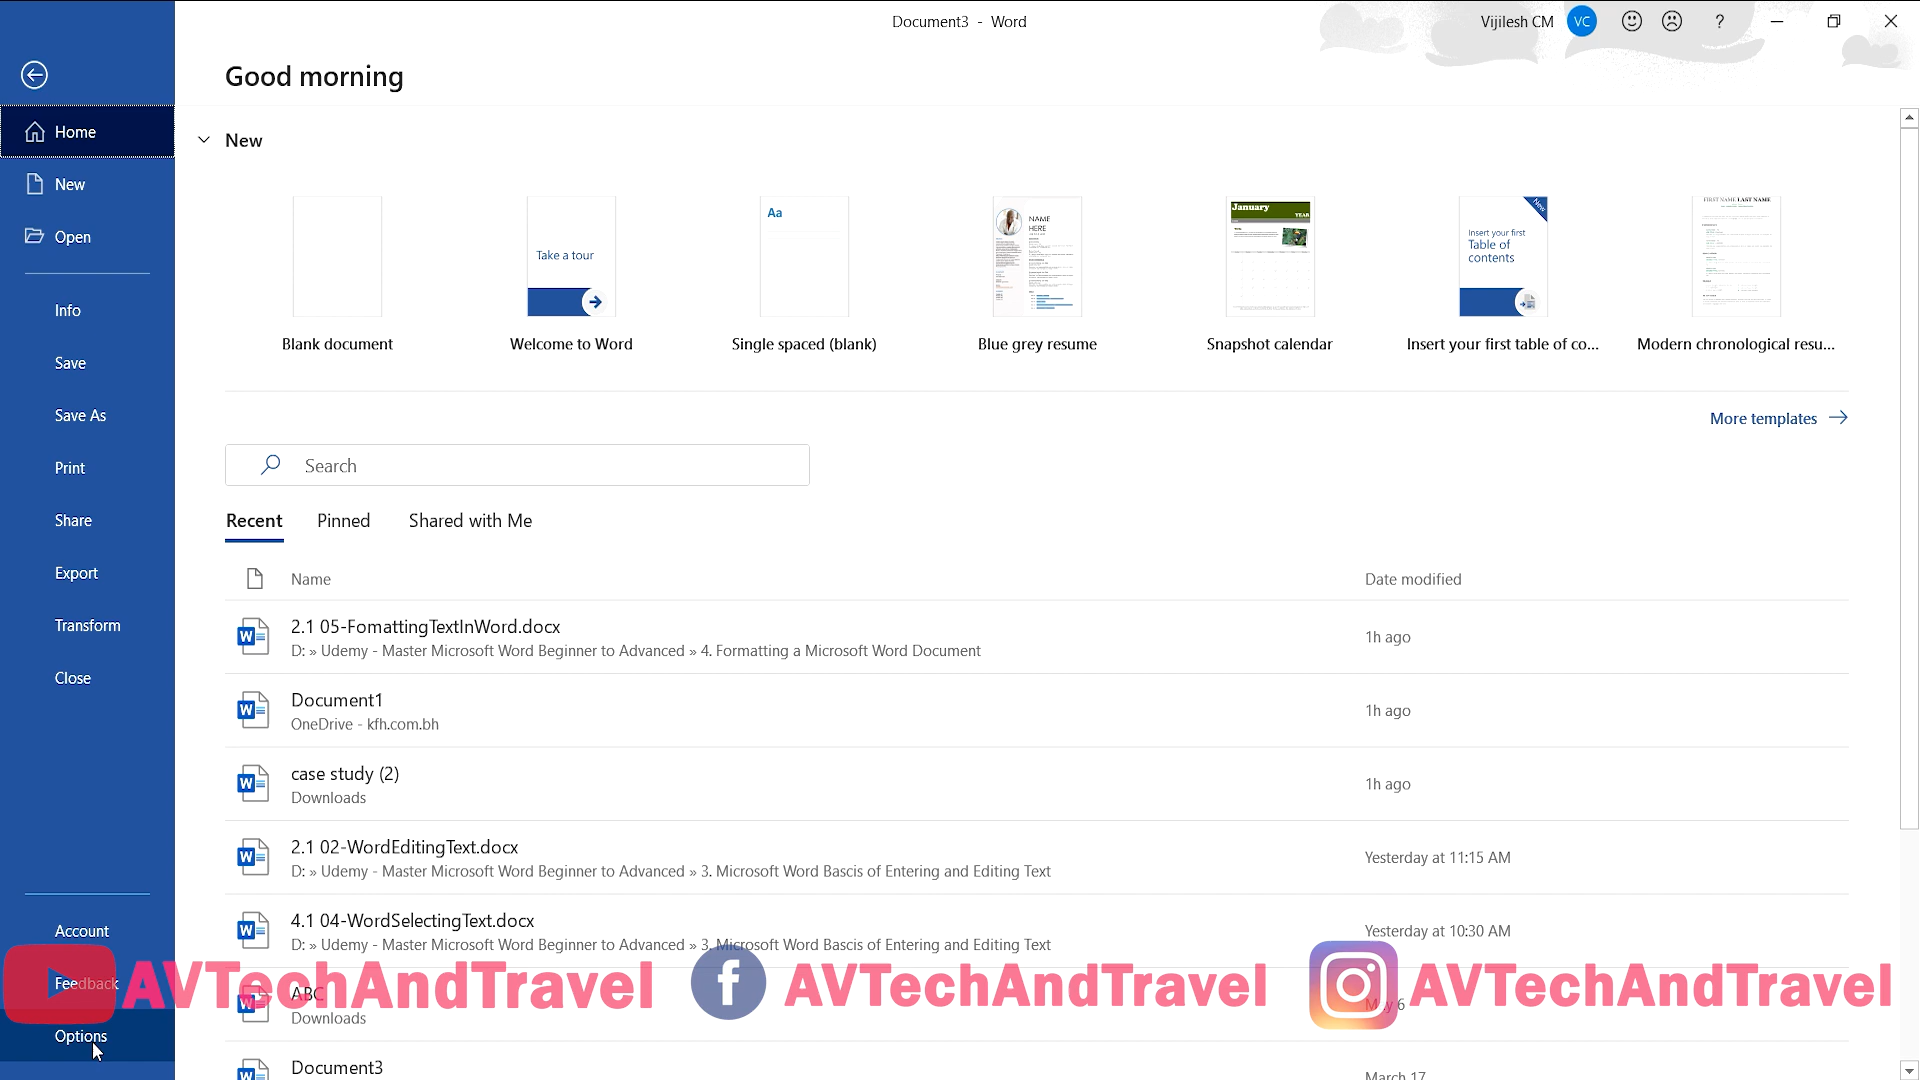 Document3 - Word
Vijilesh CM
VC
?
Good morning
Home
New
Open
Info
Save
Save As
Print
Share
Export
Transform
Close
Account
Feedback
Options
New
Aa
Take a tour
NAME
HERE
January
YEAR
New
Insert your first
Table of
contents
FIRST NAME LAST NAME
Blank document
Welcome to Word
Single spaced (blank)
Blue grey resume
Snapshot calendar
Insert your first table of co...
Modern chronological resu...
More templates
Search
Recent
Pinned
Shared with Me
Name
Date modified
2.1 05-FomattingTextInWord.docx
D: » Udemy - Master Microsoft Word Beginner to Advanced » 4. Formatting a Microsoft Word Document
1h ago
Document1
OneDrive - kfh.com.bh
1h ago
case study (2)
Downloads
1h ago
2.1 02-WordEditingText.docx
D: » Udemy - Master Microsoft Word Beginner to Advanced » 3. Microsoft Word Bascis of Entering and Editing Text
Yesterday at 11:15 AM
4.1 04-WordSelectingText.docx
D: » Udemy - Master Microsoft Word Beginner to Advanced » 3. Microsoft Word Bascis of Entering and Editing Text
Yesterday at 10:30 AM
ABC
Downloads
May 6
AVTechAndTravel
AVTechAndTravel
AVTechAndTravel
Document3
March 17